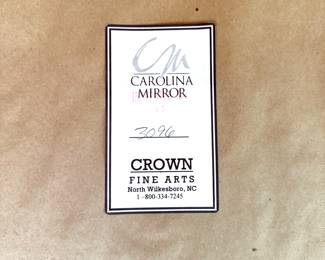 CM
CAROLINA
MIRROR
3096
CROWN
FINE ARTS
North Wilkesboro, NC
1-800-334-7245